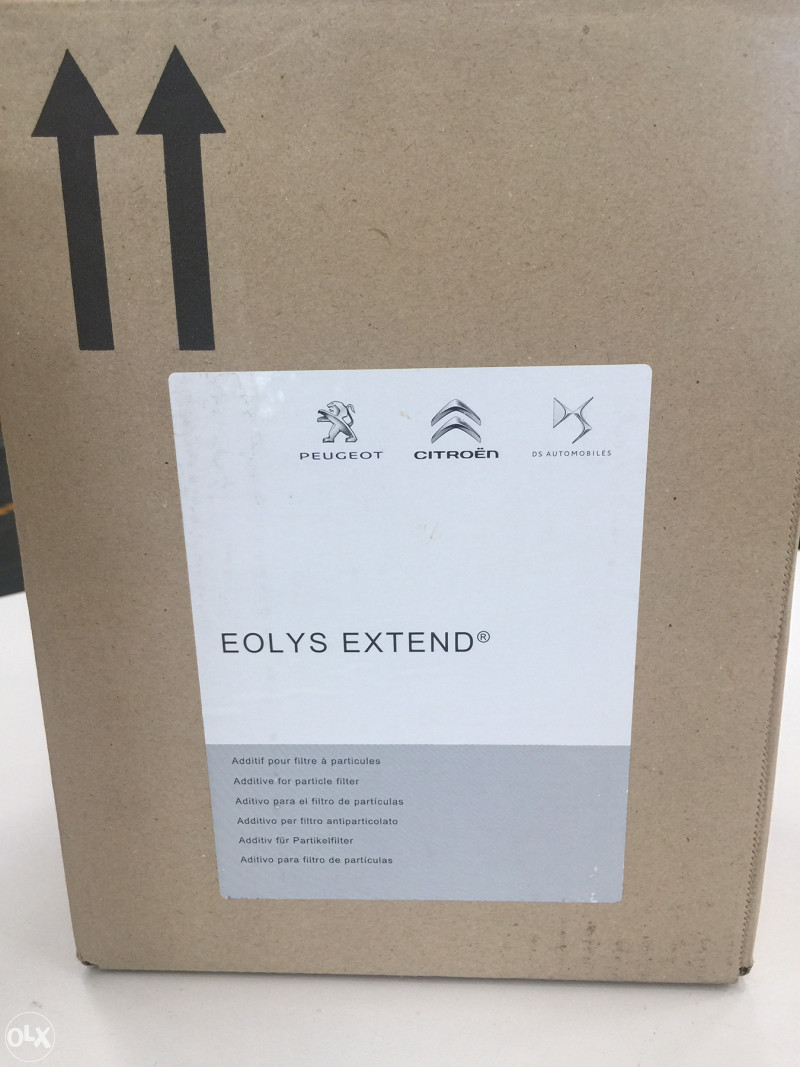 PEUGEOT CITROËN DS AUTOMOBILES
EOLYS EXTEND®
Additif pour filtre à particules
Additive for particle filter
Aditivo para el filtro de partículas
Additivo per filtro antiparticolato
Additiv für Partikelfilter
Aditivo para filtro de partículas
OLX